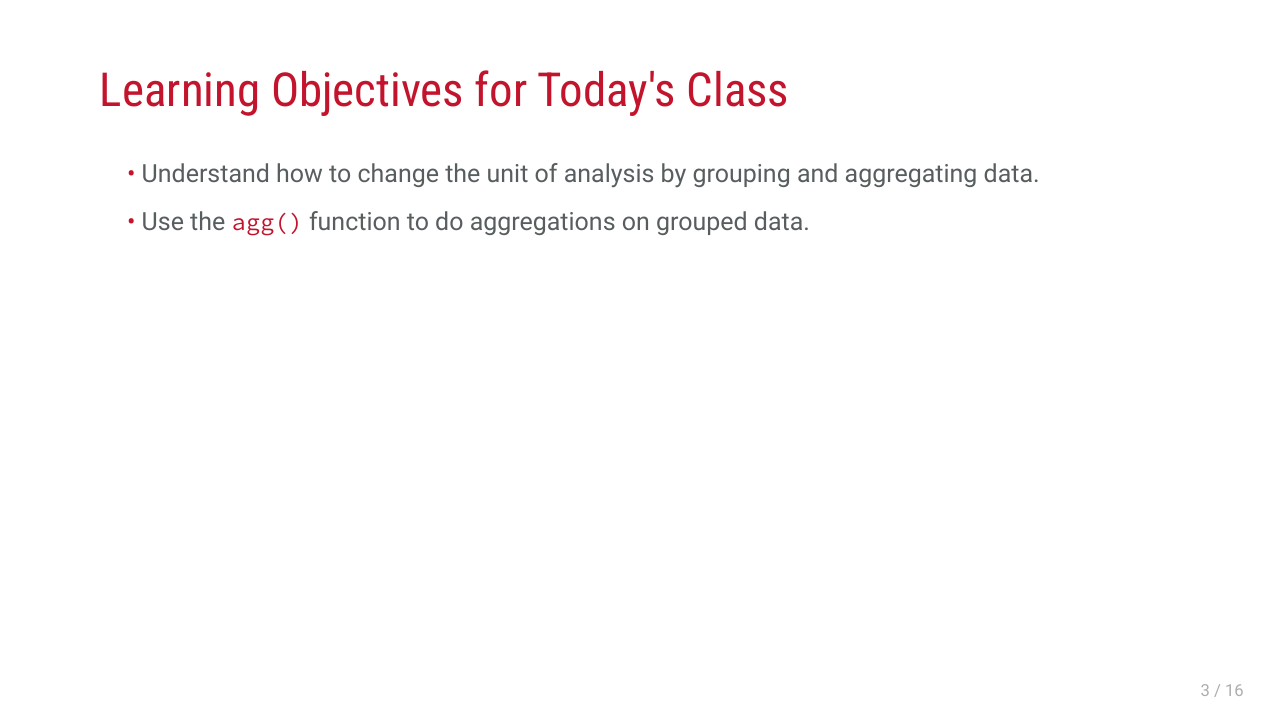 Learning Objectives for Today's Class
• Understand how to change the unit of analysis by grouping and aggregating data.
• Use the agg() function to do aggregations on grouped data.
3 / 16